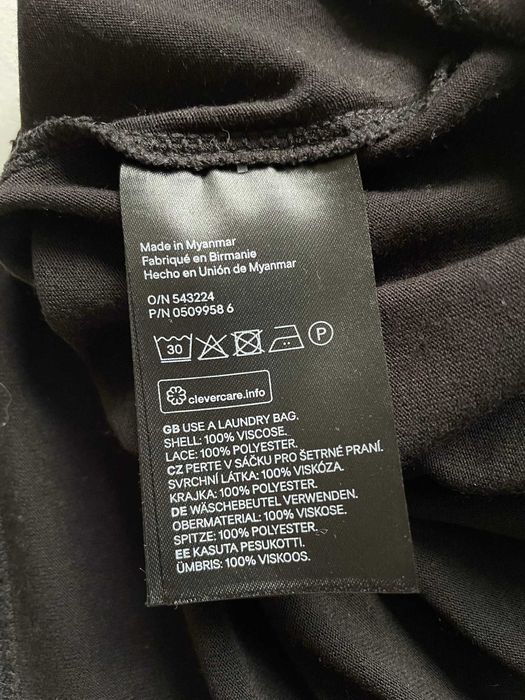 Made in Myanmar
Fabriqué en Birmanie
Hecho en Unión de Myanmar
O/N 543224
P/N 0509958 6
30 P
clevercare.info
GB USE A LAUNDRY BAG.
SHELL: 100% VISCOSE.
LACE: 100% POLYESTER.
CZ PERTE V SÁČKU PRO ŠETRNÉ PRANÍ.
SVRCHNÍ LÁTKA: 100% VISKÓZA.
KRAJKA: 100% POLYESTER.
DE WÄSCHEBEUTEL VERWENDEN.
OBERMATERIAL: 100% VISKOSE.
SPITZE: 100% POLYESTER.
EE KASUTA PESUKOTTI.
ÜMBRIS: 100% VISKOOS.